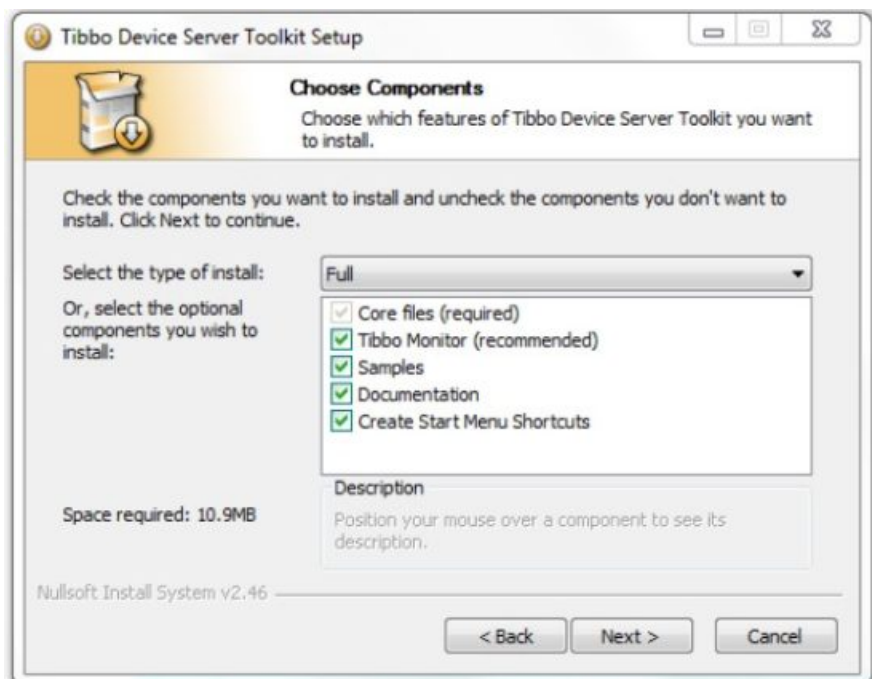 Tibbo Device Server Toolkit Setup
Choose Components
Choose which features of Tibbo Device Server Toolkit you want
to install.
Check the components you want to install and uncheck the components you don't want to
install. Click Next to continue.
Select the type of install:
Full
Or, select the optional
components you wish to
install:
Core files (required)
Tibbo Monitor (recommended)
Samples
Documentation
Create Start Menu Shortcuts
Space required: 10.9MB
Description
Position your mouse over a component to see its
description.
Nullsoft Install System v2.46
< Back
Next >
Cancel